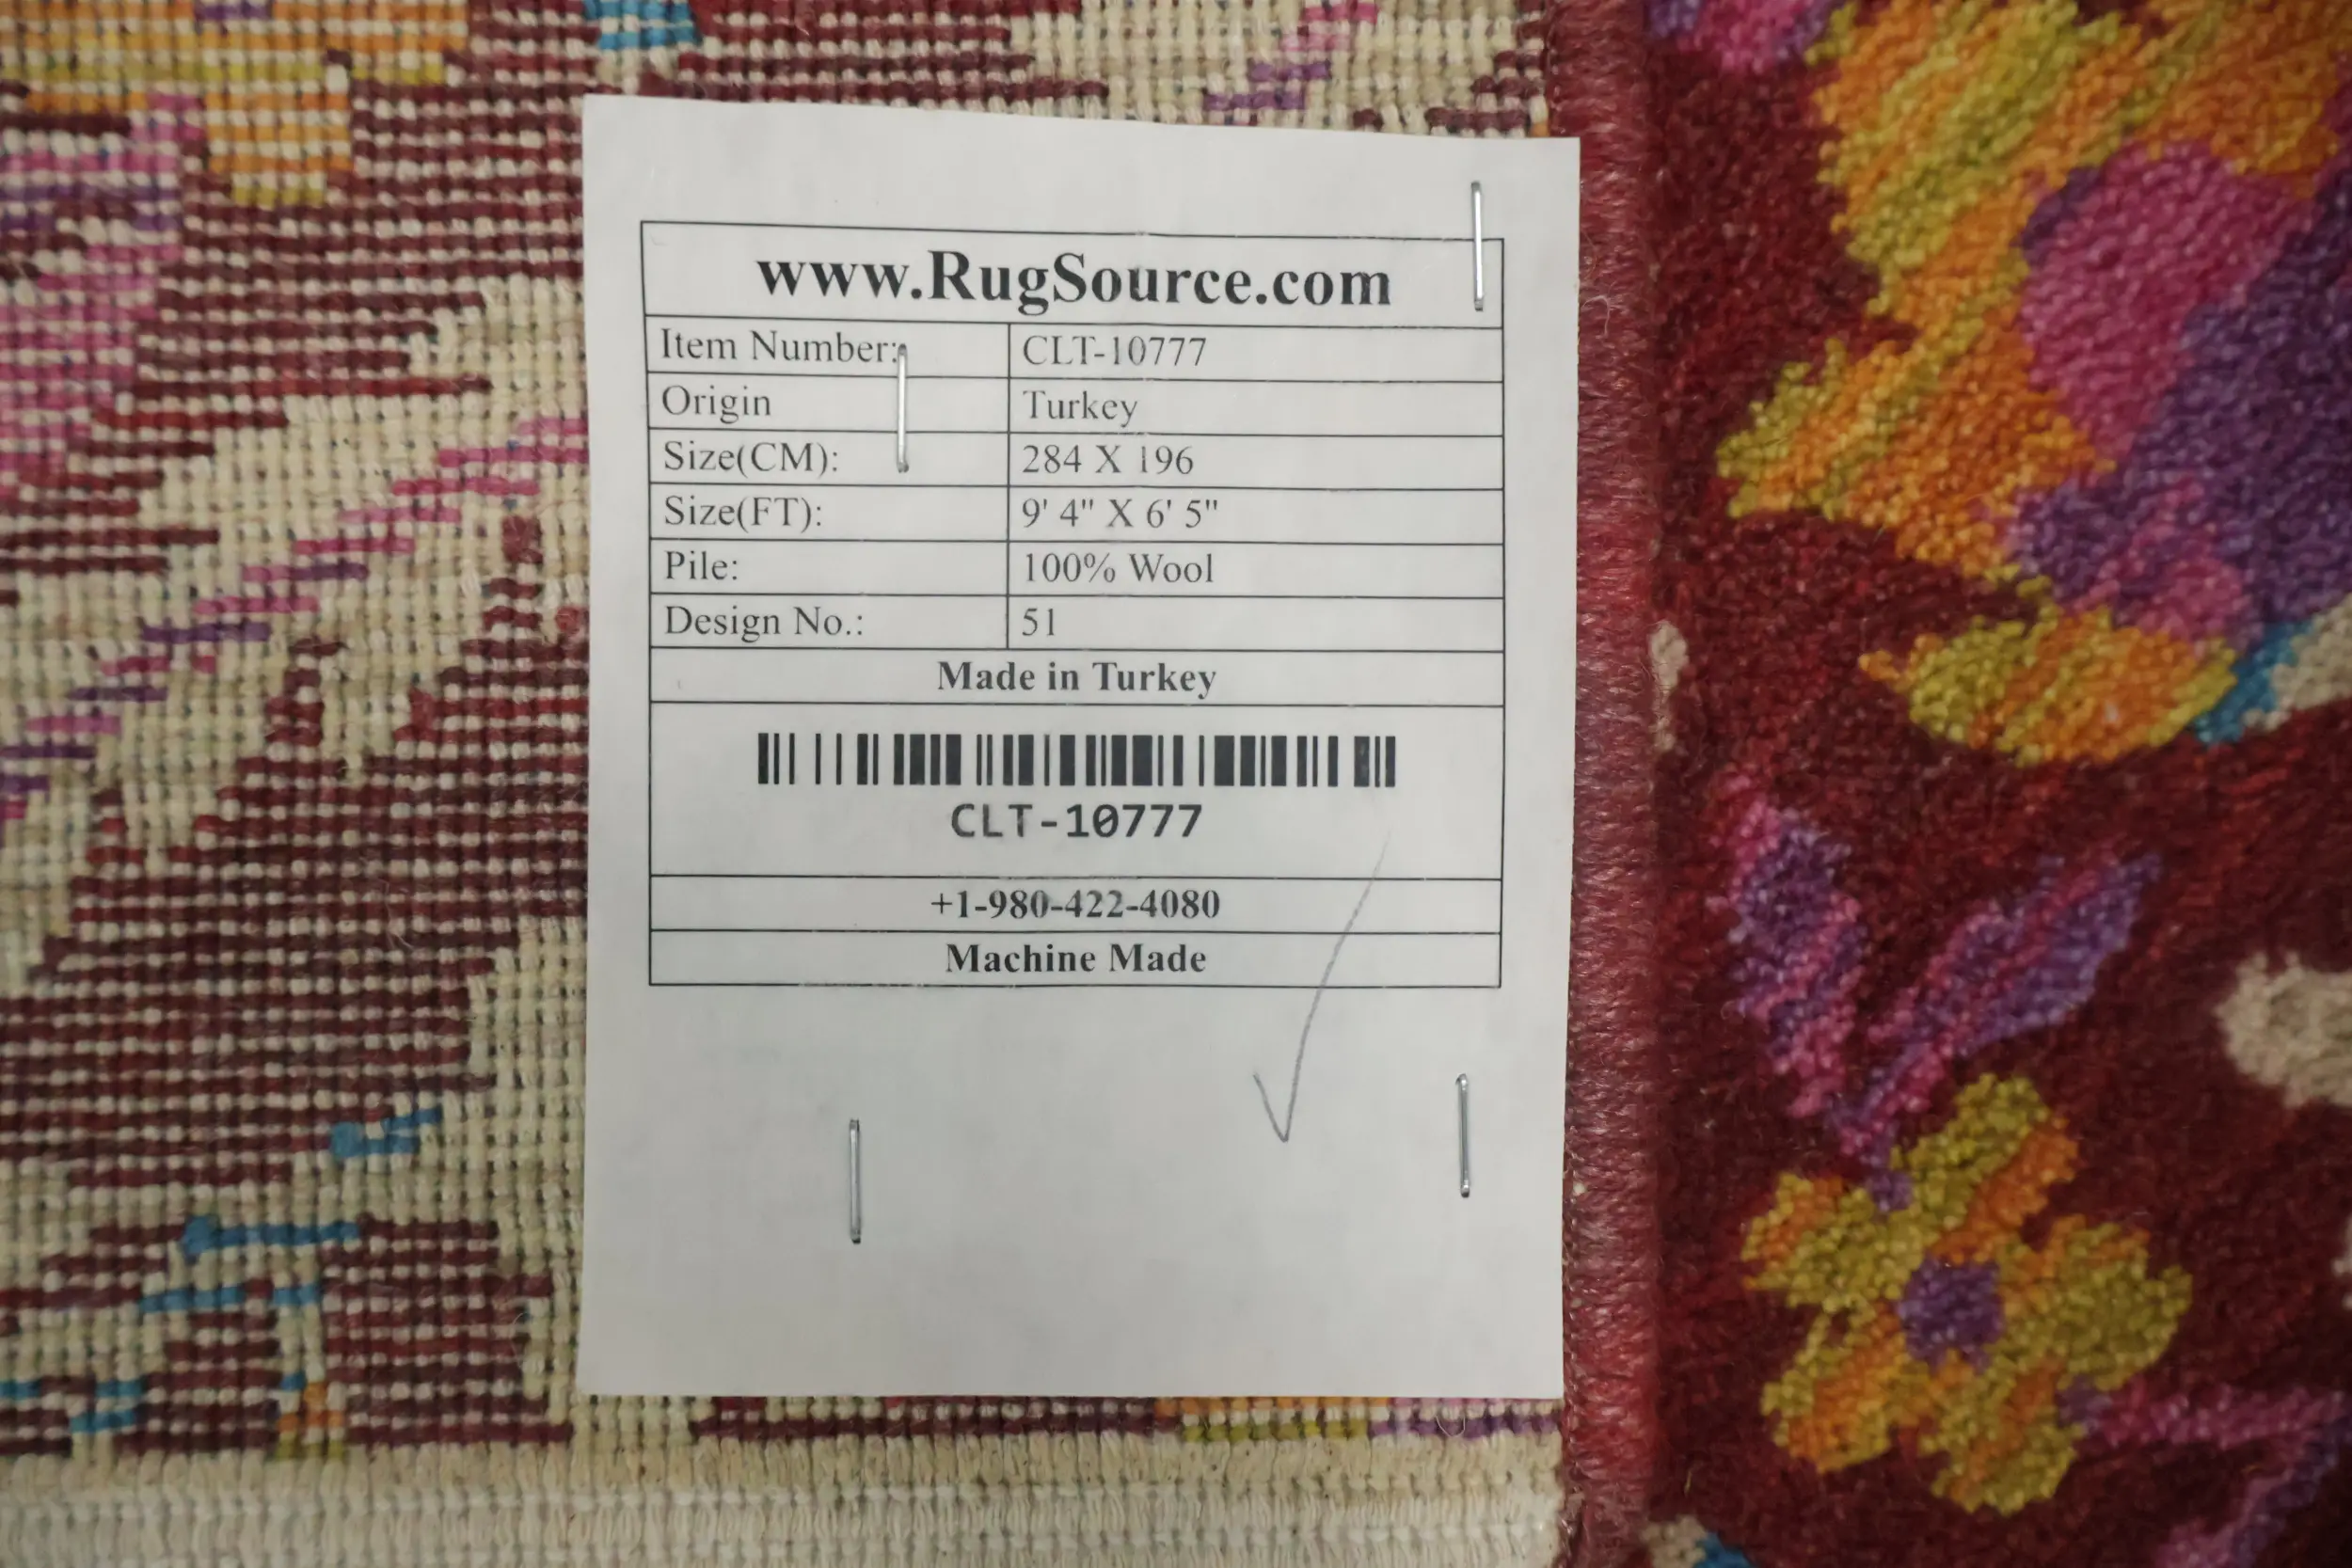 www.RugSource.com
Item Number: CLT-10777
Origin Turkey
Size(CM): 284 X 196
Size(FT): 9' 4" X 6' 5"
Pile: 100% Wool
Design No.: 51
Made in Turkey
CLT-10777
+1-980-422-4080
Machine Made